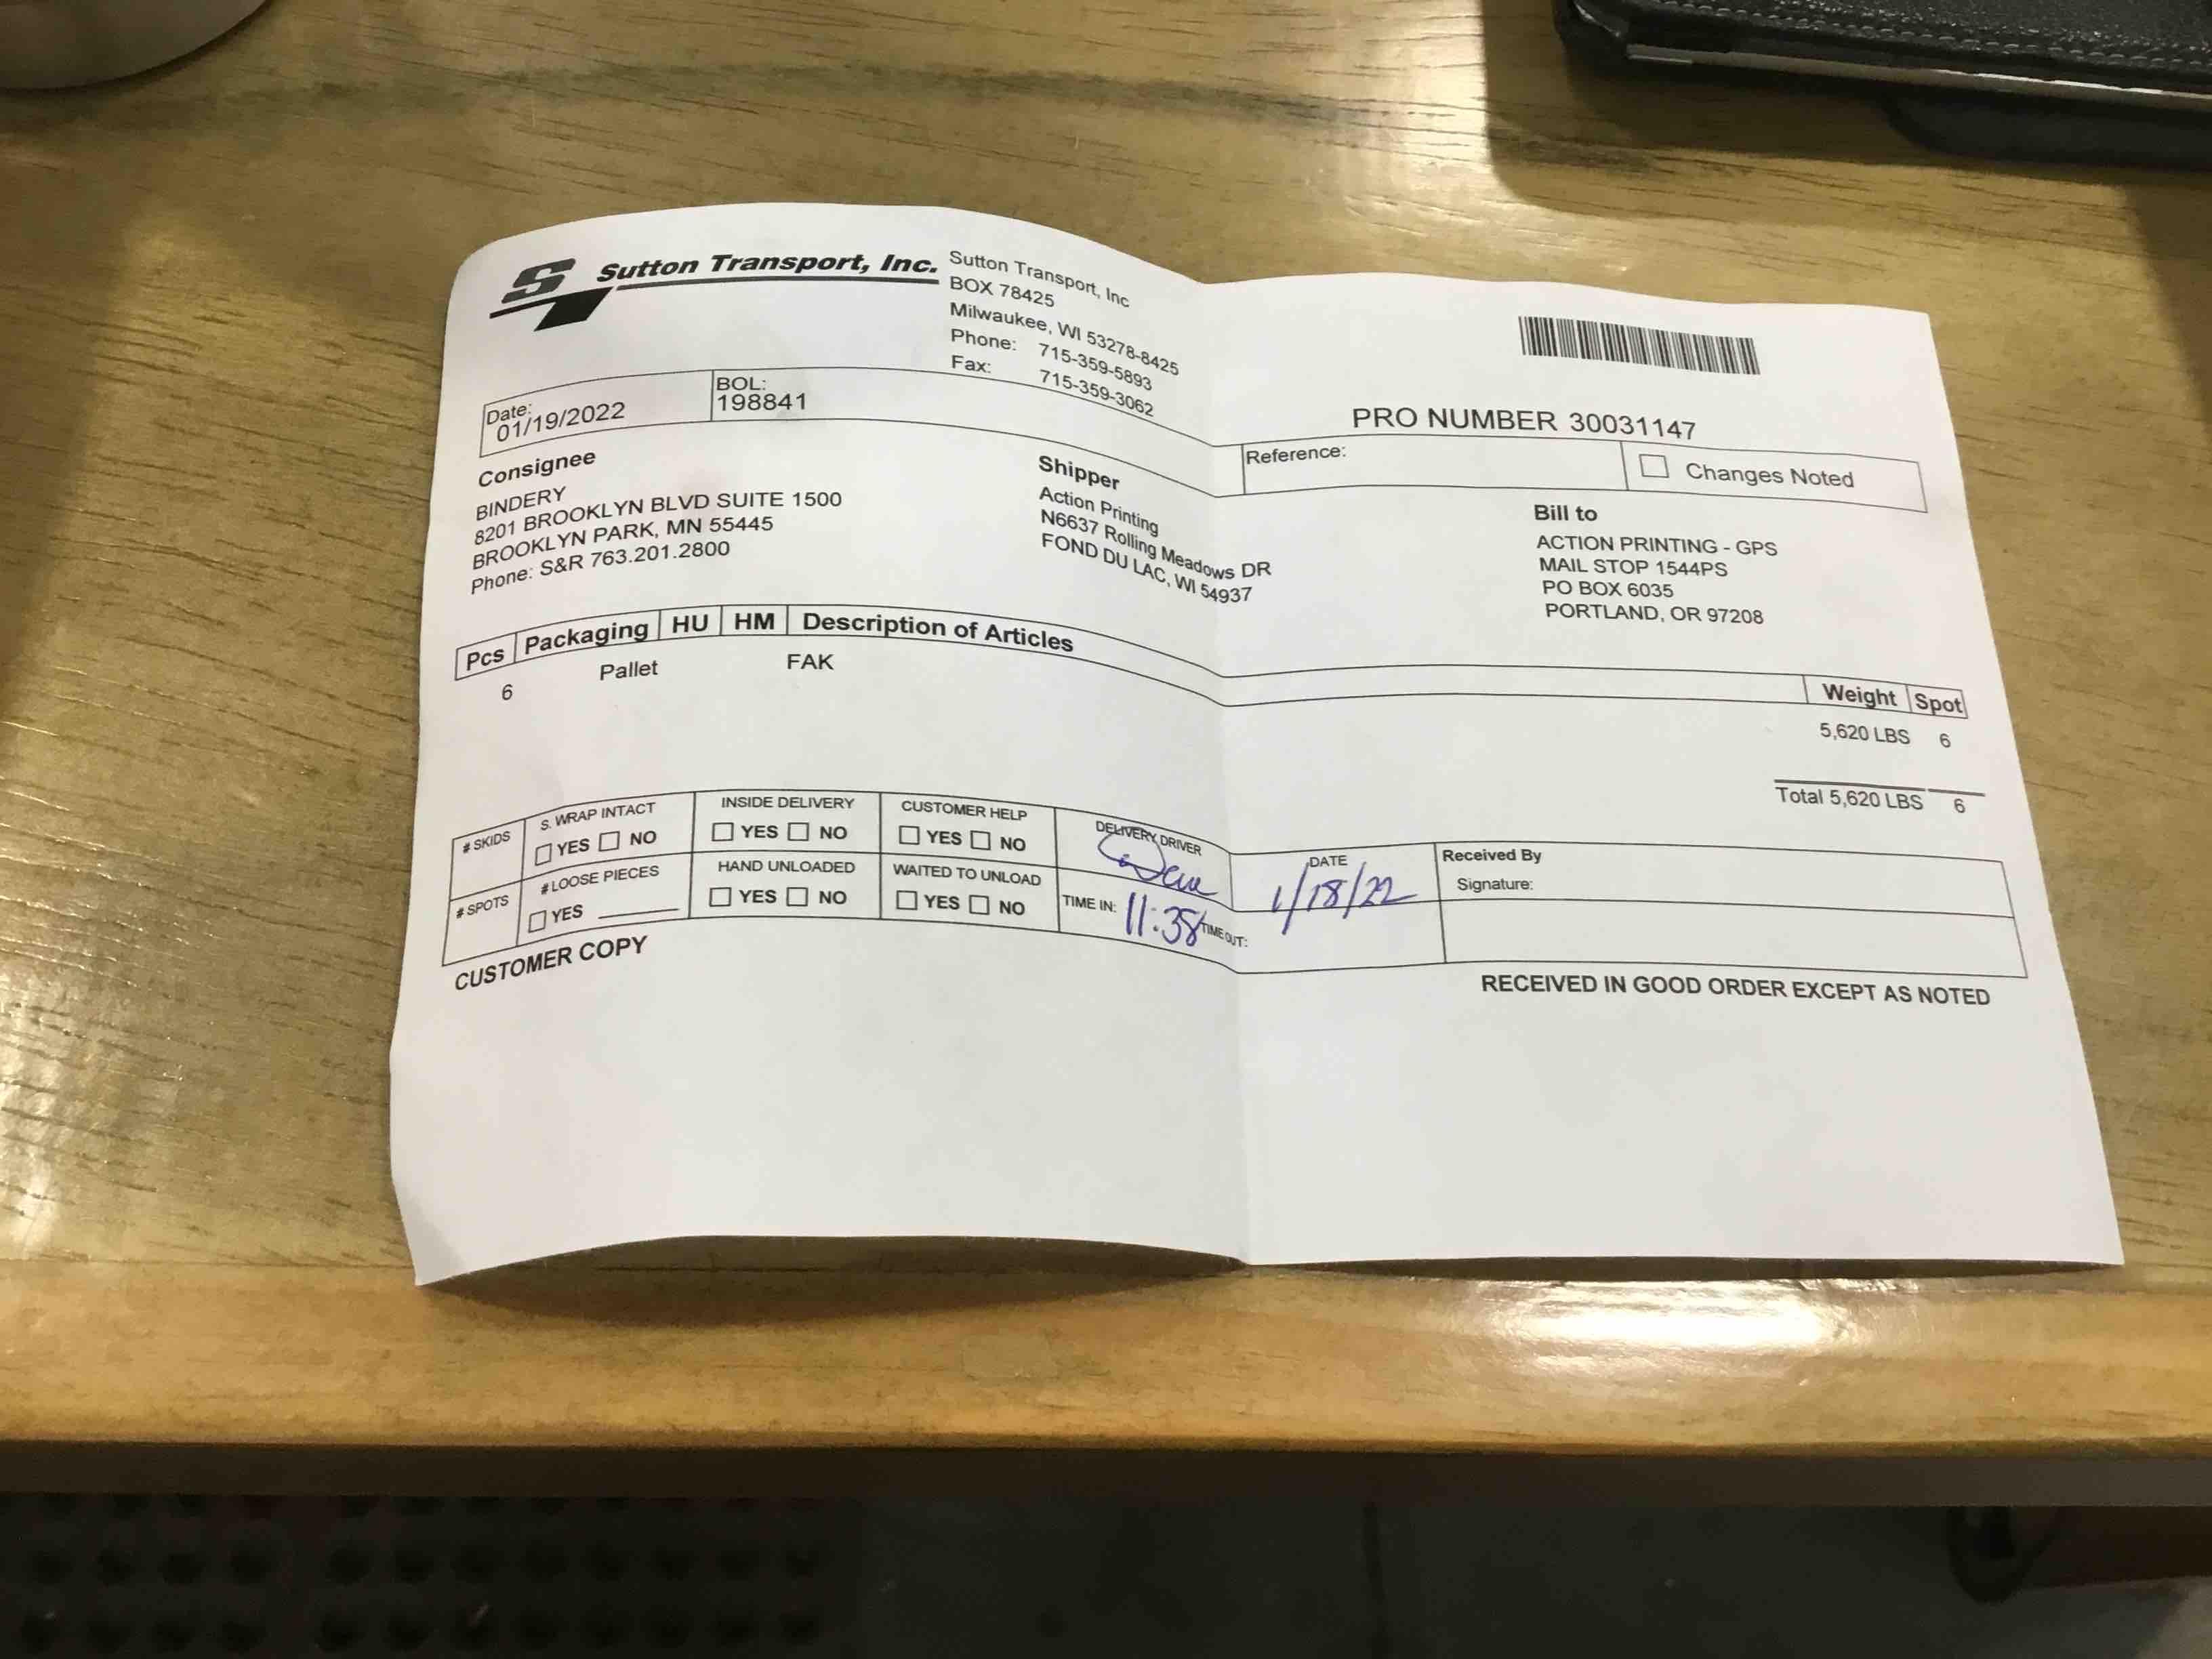 Sutton Transport, Inc.
Sutton Transport, Inc
BOX 78425
Milwaukee, WI 53278-8425
Phone: 715-359-5893
Fax: 715-359-3062
PRO NUMBER 30031147
Date: 01/19/2022
BOL: 198841
Reference:
Changes Noted
Consignee
BINDERY
8201 BROOKLYN BLVD SUITE 1500
BROOKLYN PARK, MN 55445
Phone: S&R 763.201.2800
Shipper
Action Printing
N6637 Rolling Meadows DR
FOND DU LAC, WI 54937
Bill to
ACTION PRINTING - GPS
MAIL STOP 1544PS
PO BOX 6035
PORTLAND, OR 97208
Pcs Packaging HU HM Description of Articles Weight Spot
6 Pallet FAK 5,620 LBS 6
Total 5,620 LBS 6
# SKIDS
S. WRAP INTACT
YES NO
INSIDE DELIVERY
YES NO
CUSTOMER HELP
YES NO
DELIVERY DRIVER
DATE
1/18/22
Received By
Signature:
# SPOTS
# LOOSE PIECES
YES
HAND UNLOADED
YES NO
WAITED TO UNLOAD
YES NO
TIME IN: 11:38 TIME OUT:
CUSTOMER COPY
RECEIVED IN GOOD ORDER EXCEPT AS NOTED